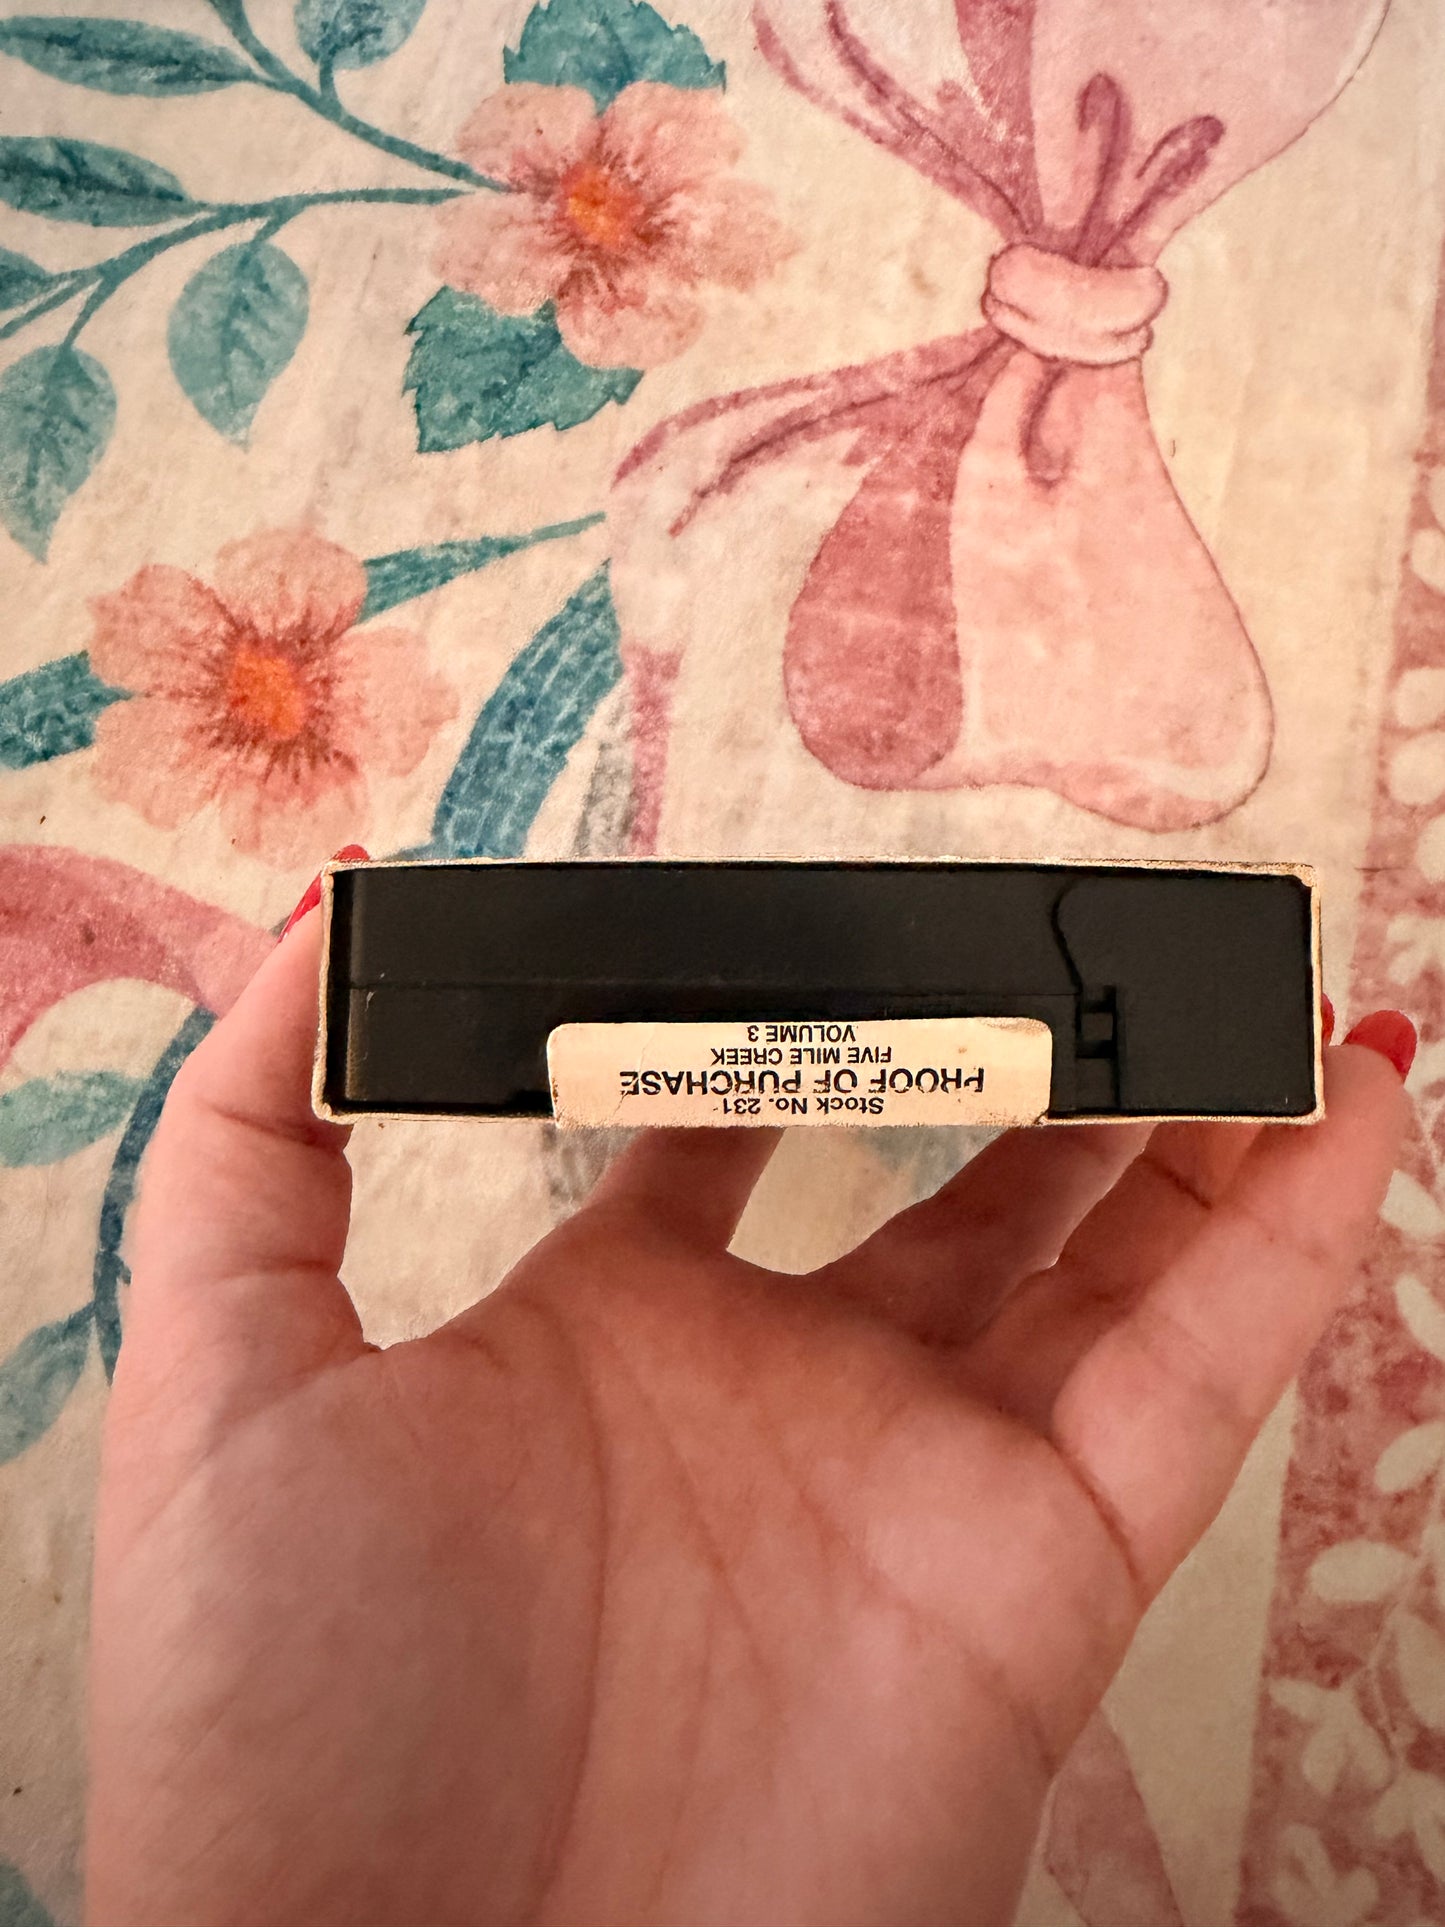 Stock No. 231
PROOF OF PURCHASE
FIVE MILE CREEK
VOLUME 3